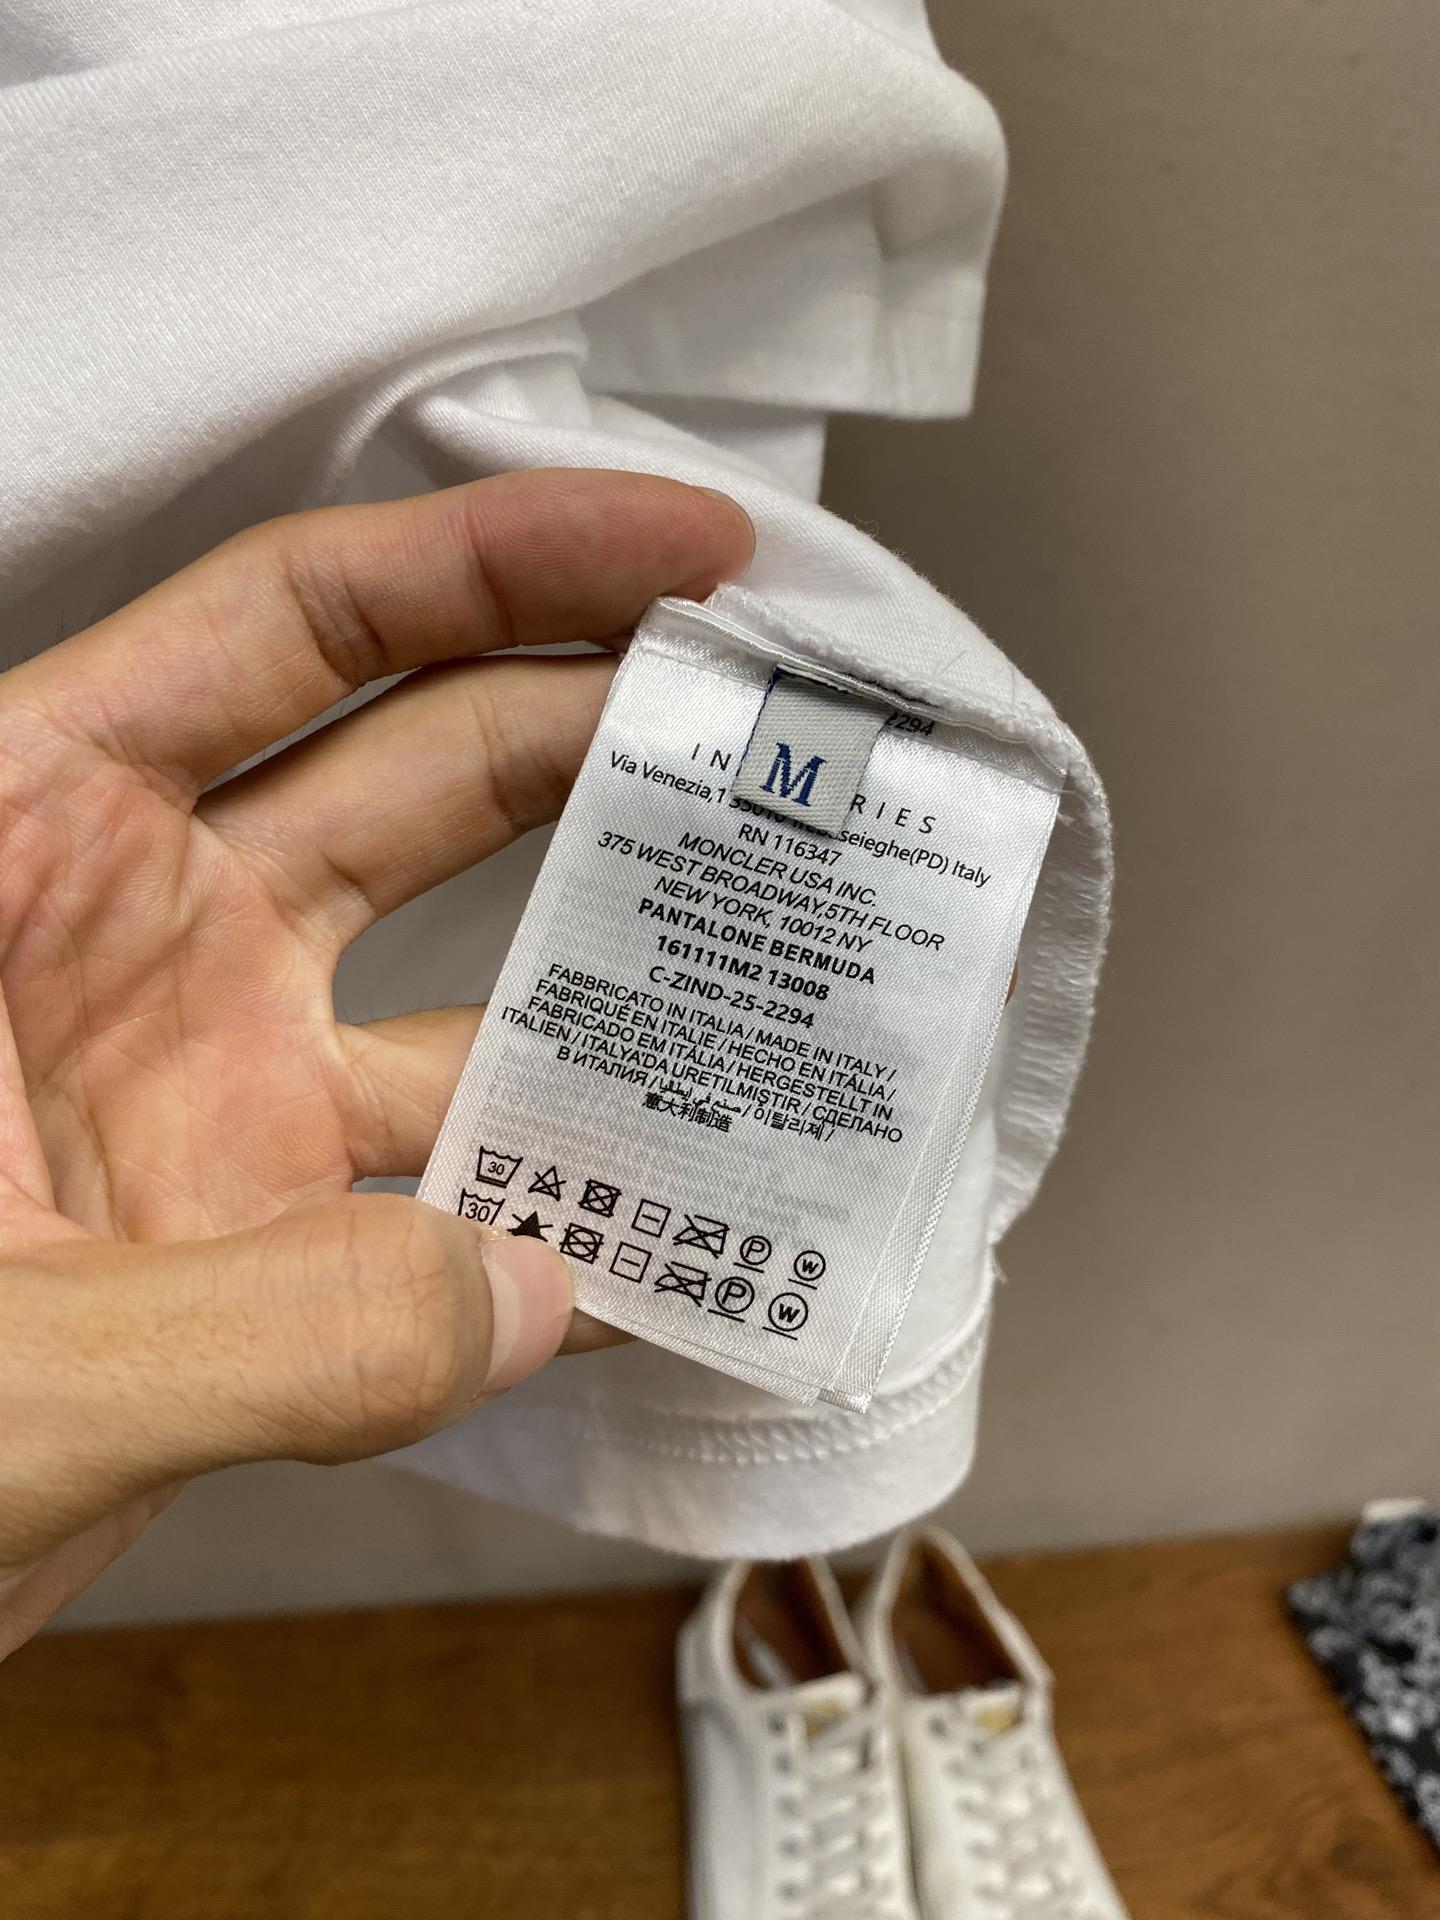 2294
M
IN RIES
Via Venezia,1 35010 Italy
RN 116347
MONCLER USA INC.
375 WEST BROADWAY,5TH FLOOR
NEW YORK, 10012 NY
PANTALONE BERMUDA
161111M2 13008
C-ZIND-25-2294
FABBRICATO IN ITALIA / MADE IN ITALY /
FABRIQUÉ EN ITALIE / HECHO EN ITÁLIA /
FABRICADO EM ITÁLIA / HERGESTELLT IN
ITALIEN / ITALYA'DA URETILMIŞTIR / СДЕЛАНО
В ИТАЛИЯ / 이탈리제/
意大利制造
30 P W
30 P W